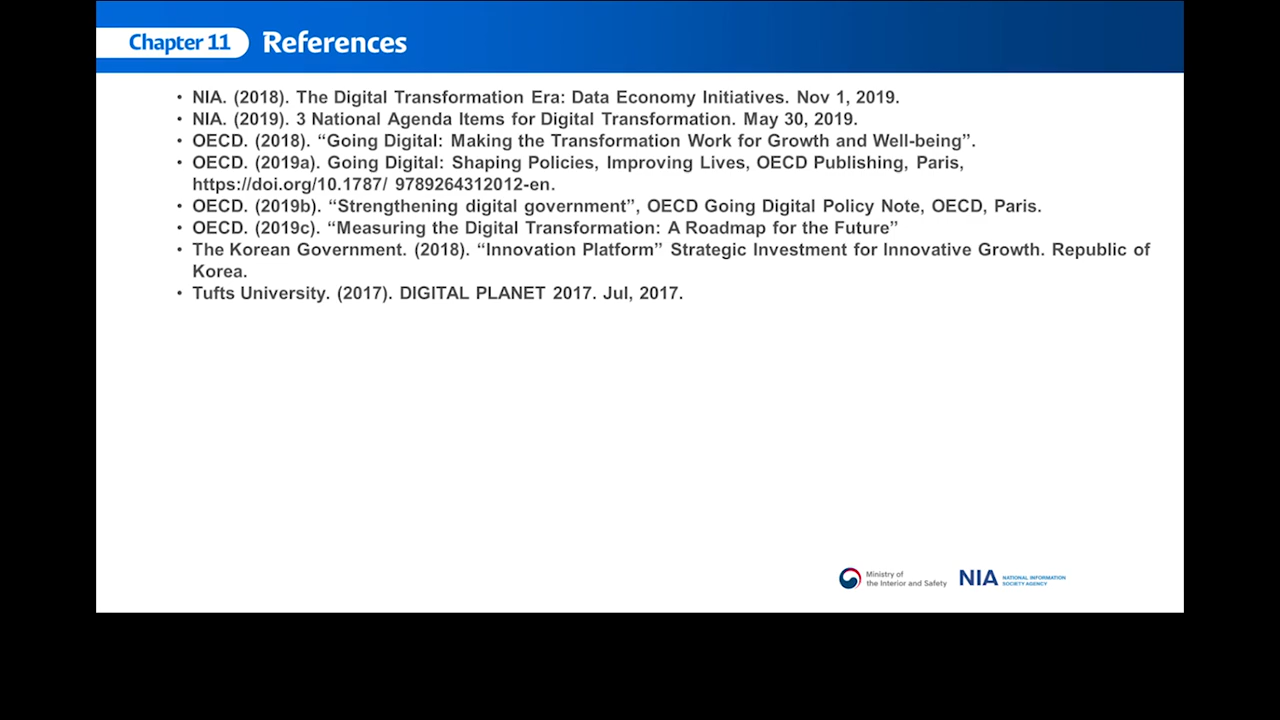 Chapter 11 References
• NIA. (2018). The Digital Transformation Era: Data Economy Initiatives. Nov 1, 2019.
• NIA. (2019). 3 National Agenda Items for Digital Transformation. May 30, 2019.
• OECD. (2018). “Going Digital: Making the Transformation Work for Growth and Well-being”.
• OECD. (2019a). Going Digital: Shaping Policies, Improving Lives, OECD Publishing, Paris,
https://doi.org/10.1787/ 9789264312012-en.
• OECD. (2019b). “Strengthening digital government”, OECD Going Digital Policy Note, OECD, Paris.
• OECD. (2019c). “Measuring the Digital Transformation: A Roadmap for the Future”
• The Korean Government. (2018). “Innovation Platform” Strategic Investment for Innovative Growth. Republic of
Korea.
• Tufts University. (2017). DIGITAL PLANET 2017. Jul, 2017.
Ministry of
the Interior and Safety
NIA NATIONAL INFORMATION
SOCIETY AGENCY